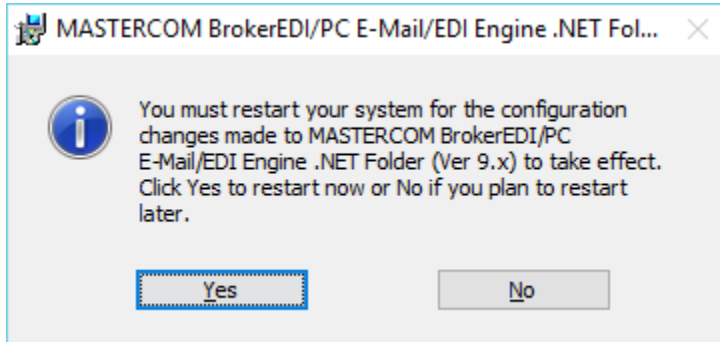 MASTERCOM BrokerEDI/PC E-Mail/EDI Engine .NET Fol...
You must restart your system for the configuration
changes made to MASTERCOM BrokerEDI/PC
E-Mail/EDI Engine .NET Folder (Ver 9.x) to take effect.
Click Yes to restart now or No if you plan to restart
later.
Yes
No